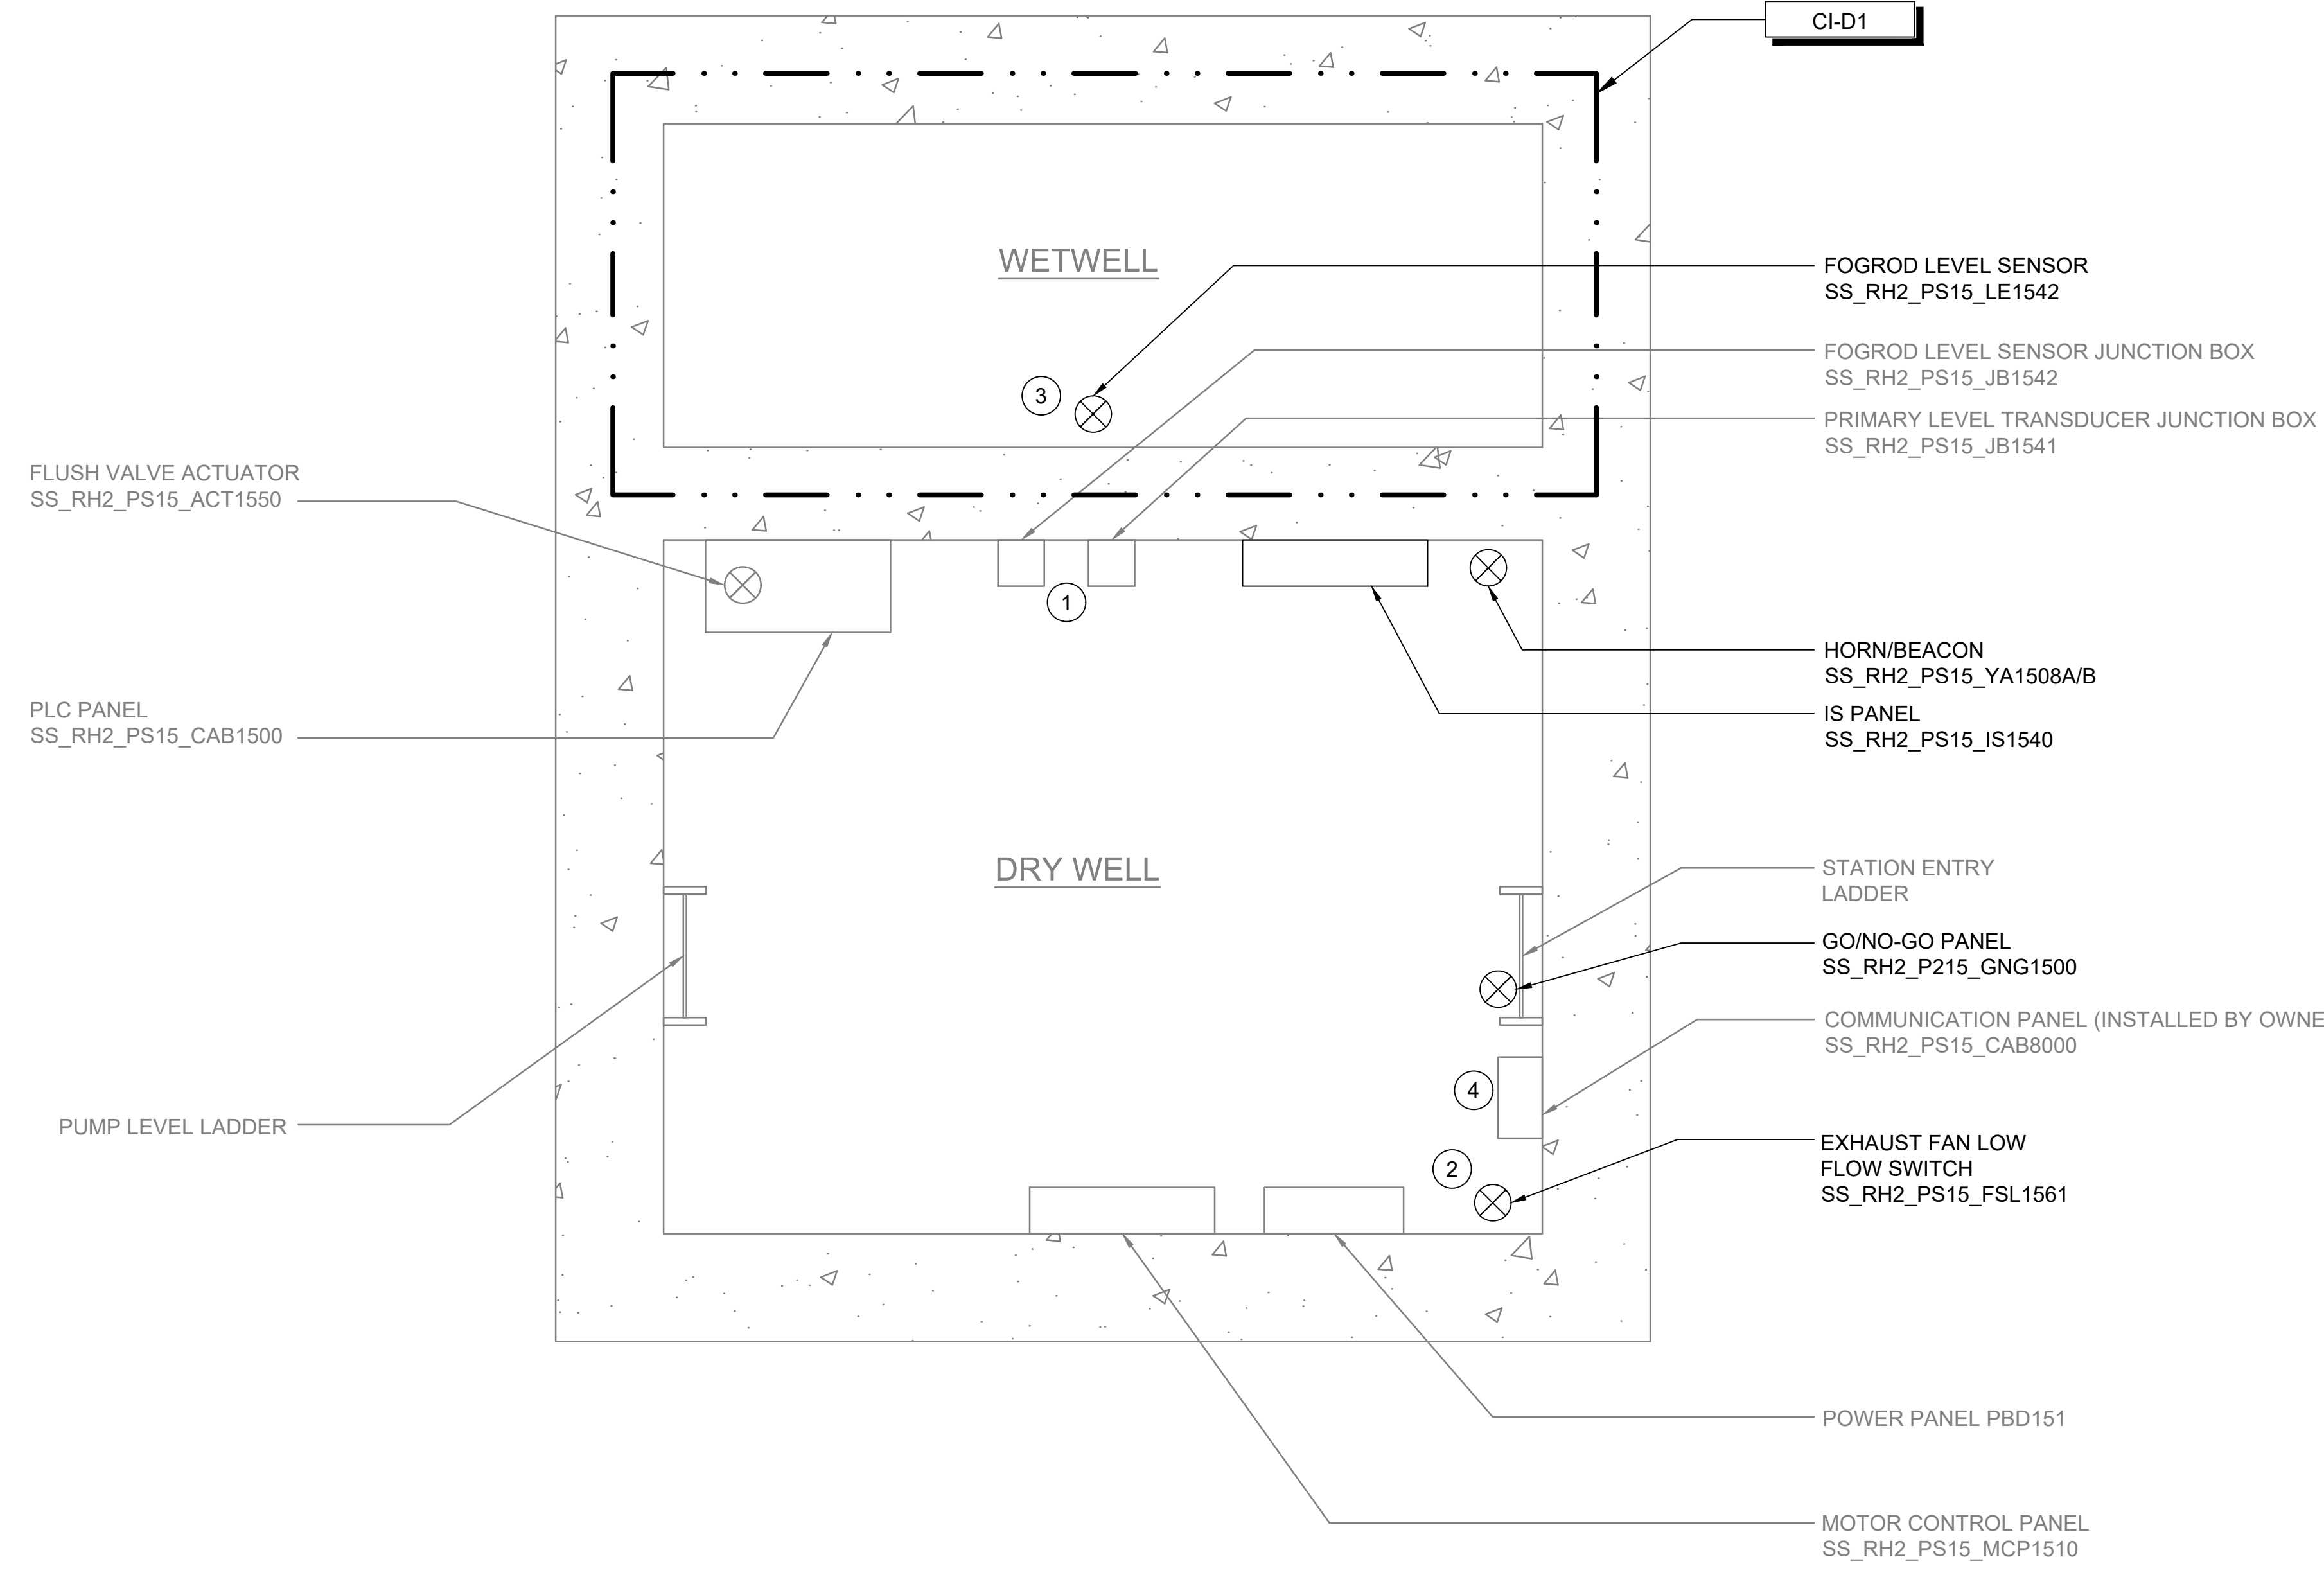 CI-D1
WETWELL
FOGROD LEVEL SENSOR
SS_RH2_PS15_LE1542
FOGROD LEVEL SENSOR JUNCTION BOX
SS_RH2_PS15_JB1542
3
PRIMARY LEVEL TRANSDUCER JUNCTION BOX
SS_RH2_PS15_JB1541
FLUSH VALVE ACTUATOR
SS_RH2_PS15_ACT1550
1
HORN/BEACON
SS_RH2_PS15_YA1508A/B
PLC PANEL
SS_RH2_PS15_CAB1500
IS PANEL
SS_RH2_PS15_IS1540
DRY WELL
STATION ENTRY
LADDER
GO/NO-GO PANEL
SS_RH2_P215_GNG1500
COMMUNICATION PANEL (INSTALLED BY OWNE
SS_RH2_PS15_CAB8000
4
PUMP LEVEL LADDER
EXHAUST FAN LOW
FLOW SWITCH
SS_RH2_PS15_FSL1561
2
POWER PANEL PBD151
MOTOR CONTROL PANEL
SS_RH2_PS15_MCP1510